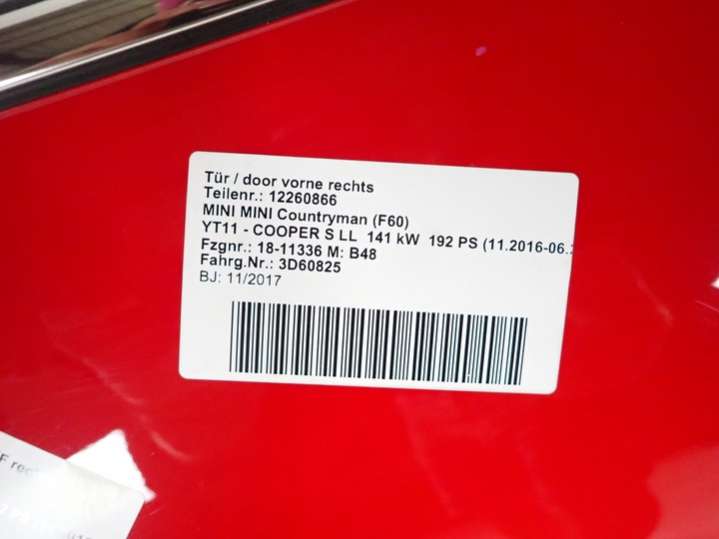 Tür / door vorne rechts
Teilenr.: 12260866
MINI MINI Countryman (F60)
YT11 - COOPER S LL 141 kW 192 PS (11.2016-06.
Fzgnr.: 18-11336 M: B48
Fahrg.Nr.: 3D60825
BJ: 11/2017